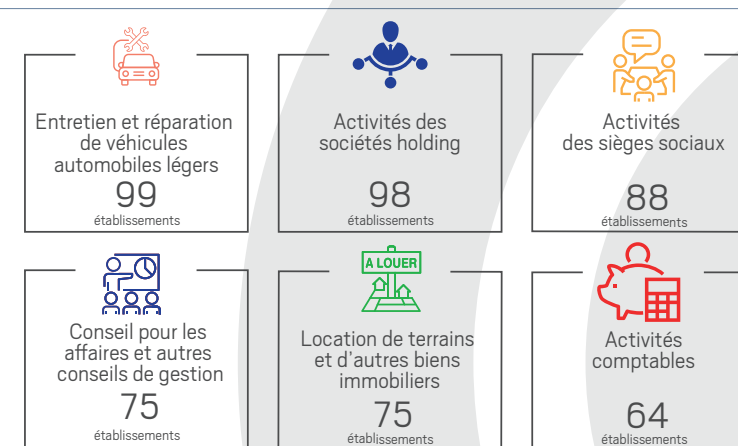 Entretien et réparation
de véhicules
automobiles légers
99
établissements
Activités des
sociétés holding
98
établissements
Activités
des sièges sociaux
88
établissements
Conseil pour les
affaires et autres
conseils de gestion
75
établissements
A LOUER
Location de terrains
et d'autres biens
immobiliers
75
établissements
Activités
comptables
64
établissements